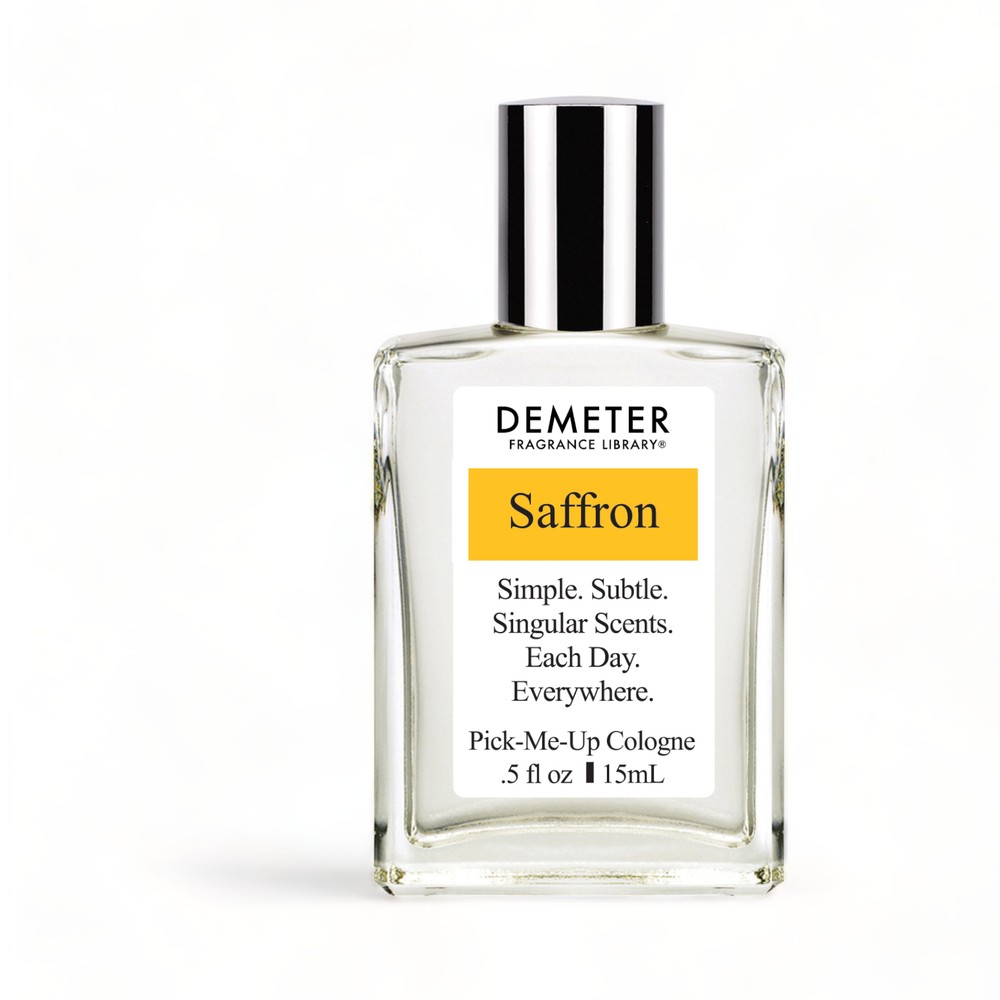 DEMETER
FRAGRANCE LIBRARY®
Saffron
Simple. Subtle.
Singular Scents.
Each Day.
Everywhere.
Pick-Me-Up Cologne
.5 fl oz ▮ 15mL